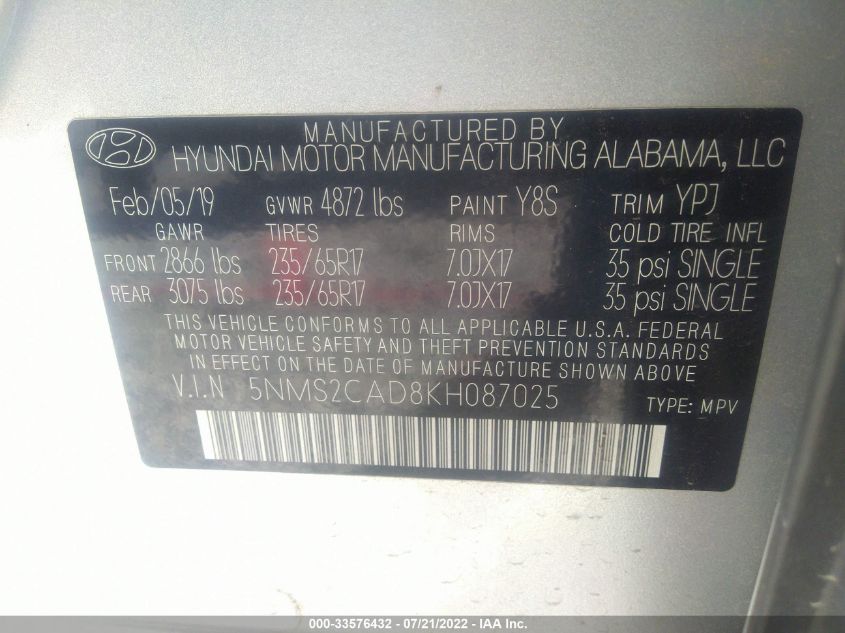 MANUFACTURED BY
HYUNDAI MOTOR MANUFACTURING ALABAMA, LLC
Feb/05/19 GVWR 4872 lbs PAINT Y8S TRIM YPJ
GAWR TIRES RIMS COLD TIRE INFL
FRONT 2866 lbs 235/65R17 7.0JX17 35 psi SINGLE
REAR 3075 lbs 235/65R17 7.0JX17 35 psi SINGLE
THIS VEHICLE CONFORMS TO ALL APPLICABLE U.S.A. FEDERAL
MOTOR VEHICLE SAFETY AND THEFT PREVENTION STANDARDS
IN EFFECT ON THE DATE OF MANUFACTURE SHOWN ABOVE
V.I.N 5NMS2CAD8KH087025 TYPE: MPV
000-33576432 - 07/21/2022 - IAA Inc.